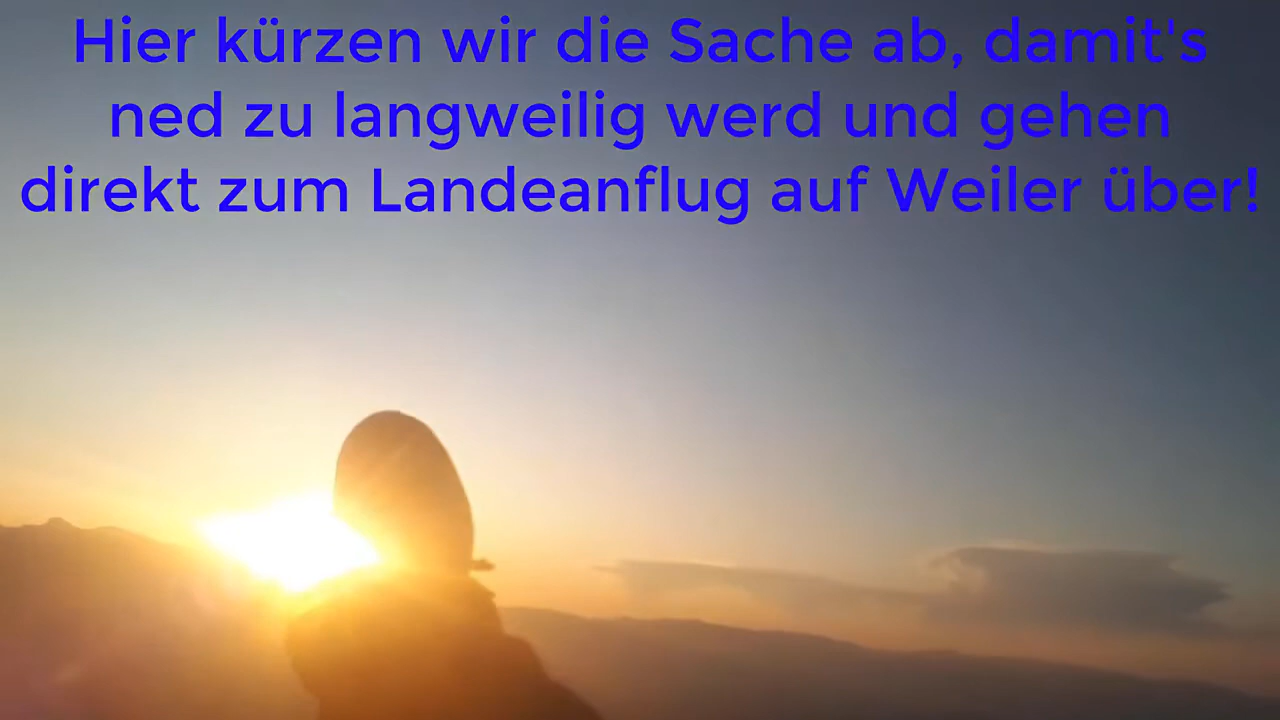 Hier kürzen wir die Sache ab, damit's
ned zu langweilig werd und gehen
direkt zum Landeanflug auf Weiler über!